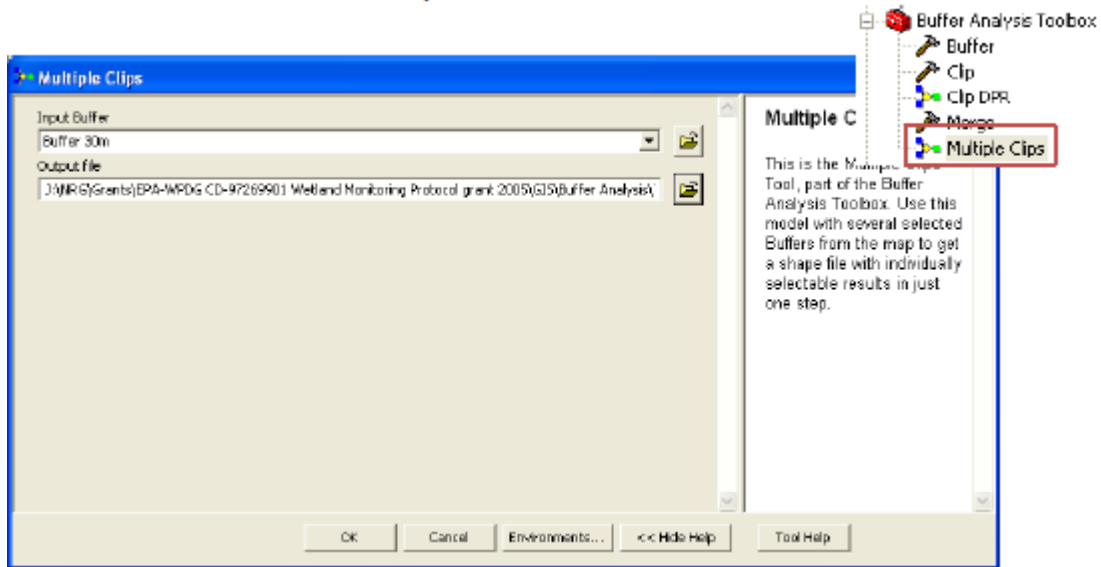 Buffer Analysis Toolbox
Buffer
Clip
Clip DPR
Merge
Multiple Clips
Multiple Clips
Input Buffer
Buffer 30m
Output file
J:\NRG\Grants\EPA-WPDG CD-97269901 Wetland Monitoring Protocol grant 2005\GIS\Buffer Analysis\
Multiple C
This is the Multiple Clips
Tool, part of the Buffer
Analysis Toolbox. Use this
model with several selected
Buffers from the map to get
a shape file with individually
selectable results in just
one step.
OK
Cancel
Environments...
<< Hide Help
Tool Help